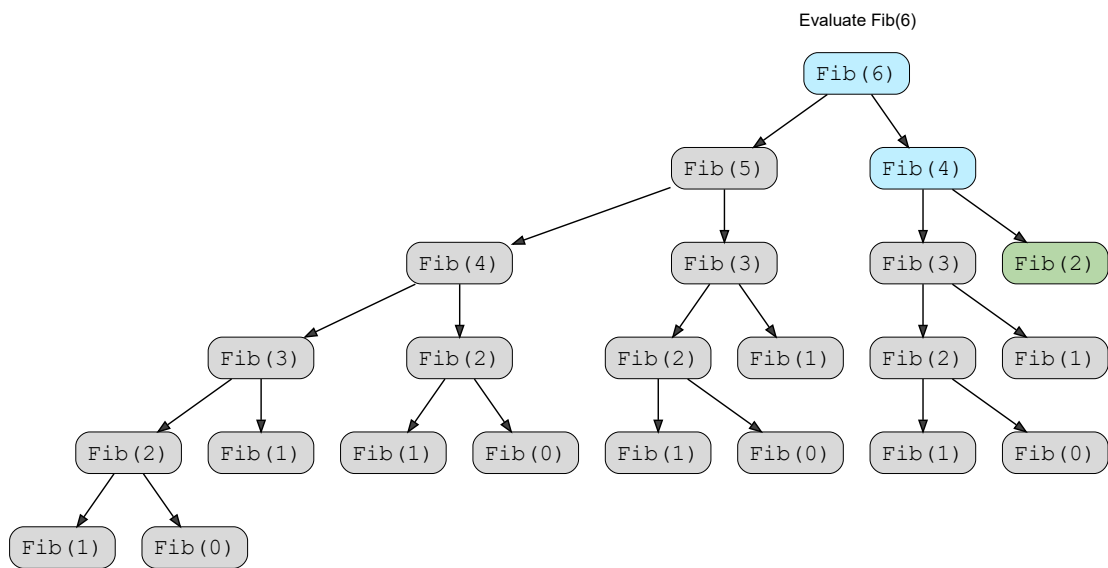 Evaluate Fib(6)
Fib(6)
Fib(5) Fib(4)
Fib(4) Fib(3) Fib(3) Fib(2)
Fib(3) Fib(2) Fib(2) Fib(1) Fib(2) Fib(1)
Fib(2) Fib(1) Fib(1) Fib(0) Fib(1) Fib(0) Fib(1) Fib(0)
Fib(1) Fib(0)